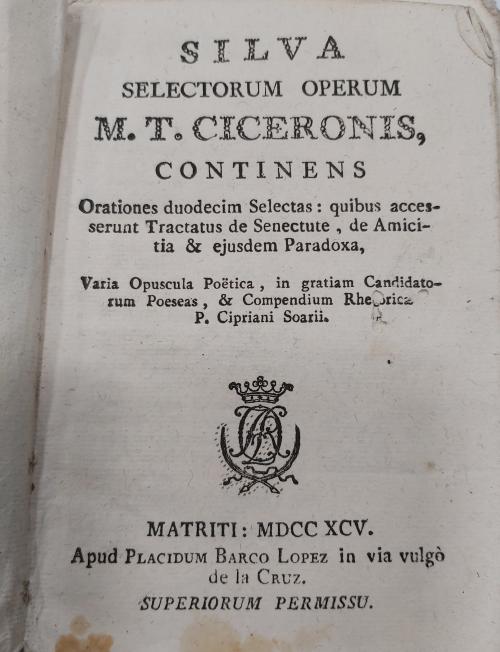 SILVA
SELECTORUM OPERUM
M. T. CICERONIS,
CONTINENS
Orationes duodecim Selectas: quibus acces-
serunt Tractatus de Senectute, de Amici-
tia & ejusdem Paradoxa,
Varia Opuscula Poëtica, in gratiam Candidato-
rum Poeseas, & Compendium
P. Cipriani Soarii.
MATRITI: MDCC XCV.
Apud PLACIDUM BARCO LOPEZ in via vulgò
de la CRUZ.
SUPERIORUM PERMISSU.